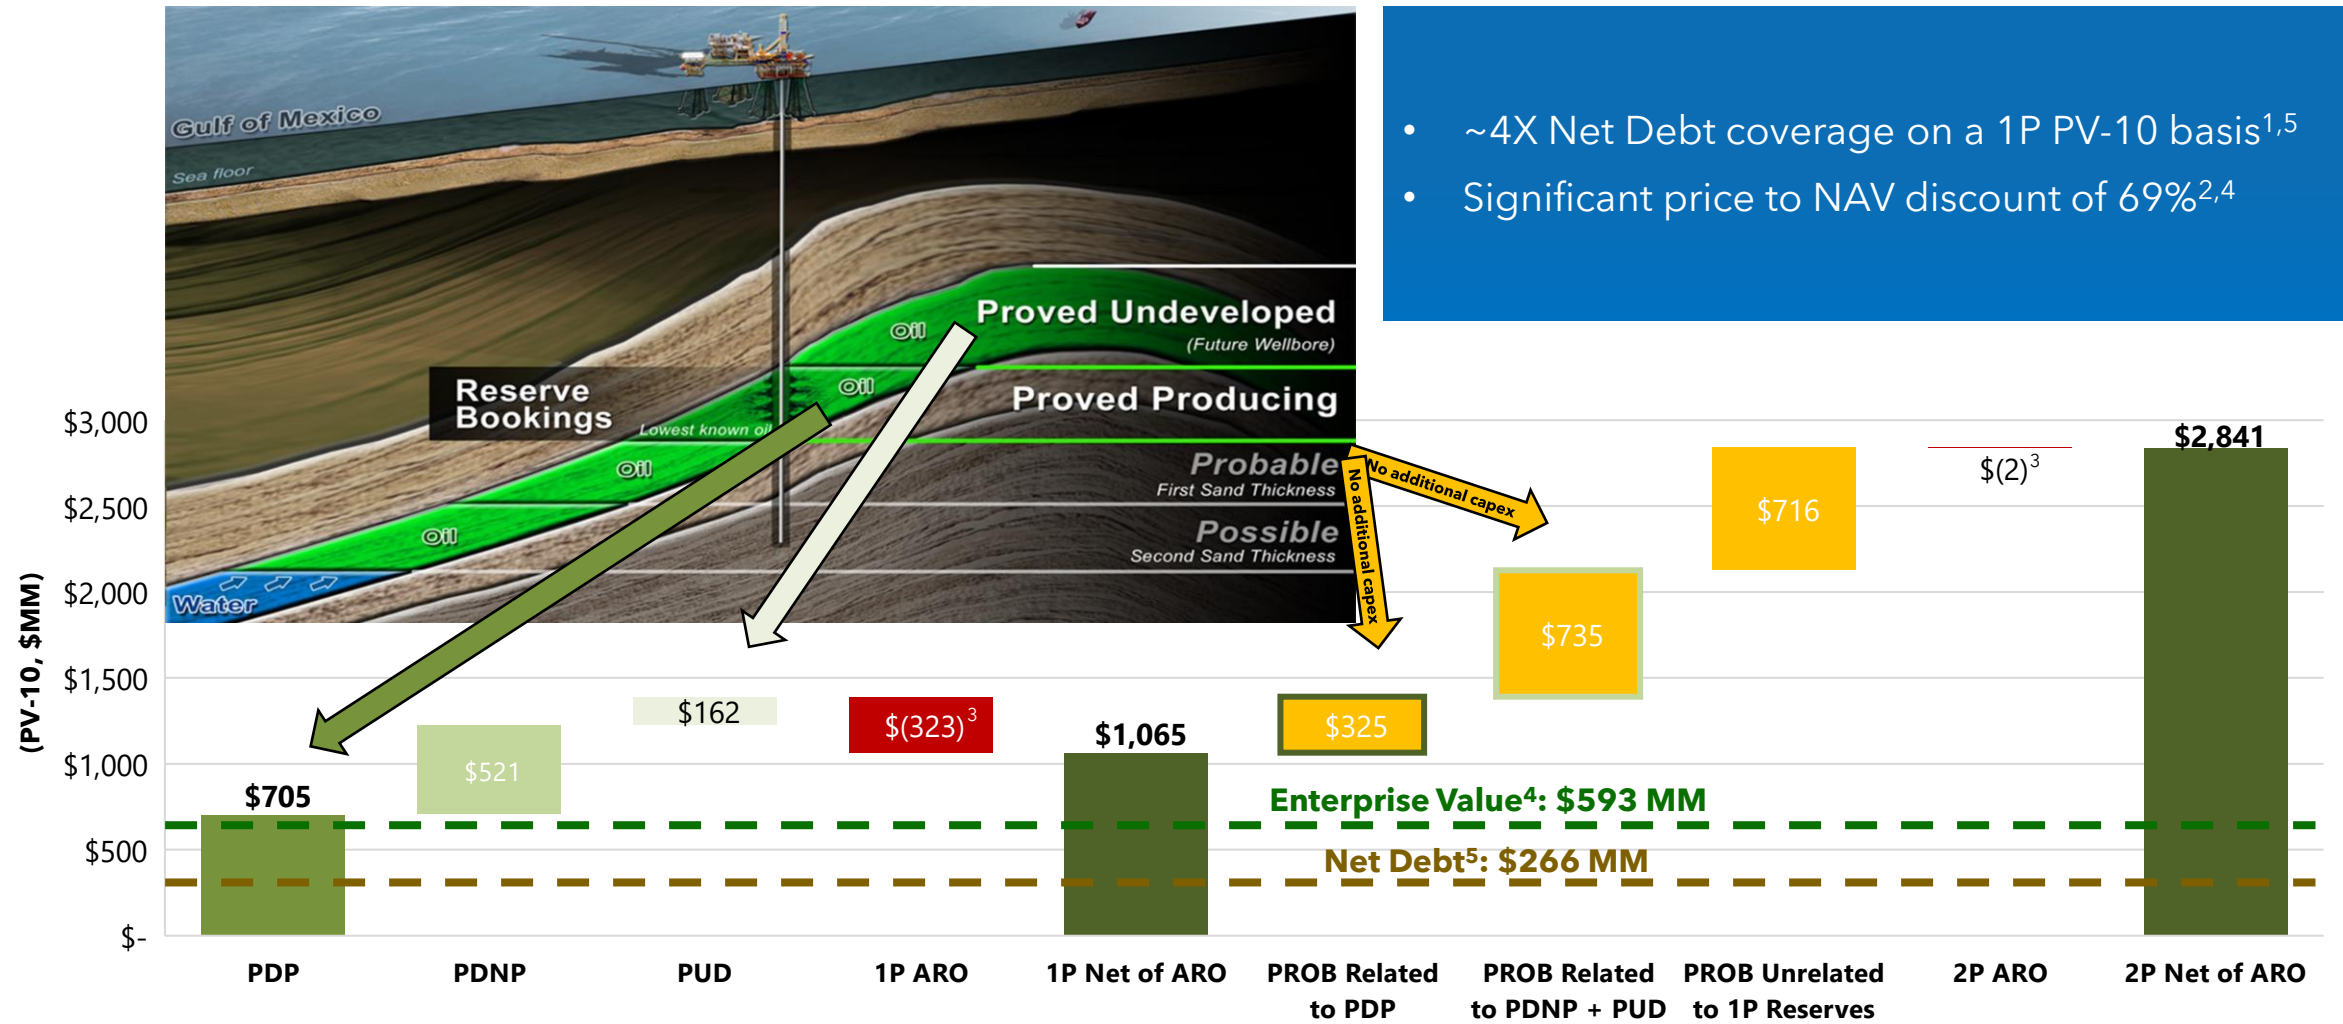 Gulf of Mexico
Sea floor
Oil
Proved Undeveloped
(Future Wellbore)
Reserve
Bookings
Lowest known oil
Oil
Proved Producing
Oil
Probable
First Sand Thickness
Oil
Possible
Second Sand Thickness
Water
No additional capex
No additional capex
• ~4X Net Debt coverage on a 1P PV-10 basis1,5
• Significant price to NAV discount of 69%2,4
(PV-10, $MM)
$3,000
$2,500
$2,000
$1,500
$1,000
$500
$-
$705
$521
$162
$(323)3
$1,065
$325
$735
$716
$(2)3
$2,841
Enterprise Value4: $593 MM
Net Debt5: $266 MM
PDP
PDNP
PUD
1P ARO
1P Net of ARO
PROB Related
to PDP
PROB Related
to PDNP + PUD
PROB Unrelated
to 1P Reserves
2P ARO
2P Net of ARO